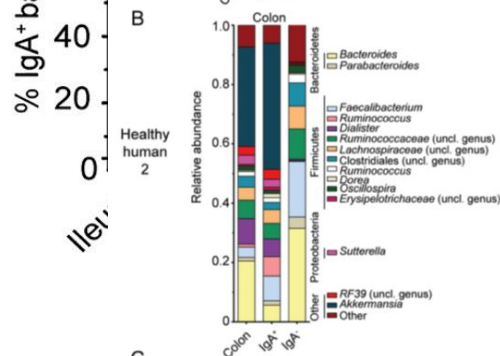 B
% IgA⁺ ba
40
20
0
Healthy
human
2
Colon
Relative abundance
1.0
0.8
0.6
0.4
0.2
0
Colon
IgA⁺
IgA⁻
Bacteroidetes
Bacteroides
Parabacteroides
Firmicutes
Faecalibacterium
Ruminococcus
Dialister
Ruminococcaceae (uncl. genus)
Lachnospiraceae (uncl. genus)
Clostridiales (uncl. genus)
Ruminococcus
Dorea
Oscillospira
Erysipelotrichaceae (uncl. genus)
Proteobacteria
Sutterella
Other
RF39 (uncl. genus)
Akkermansia
Other
Ileu